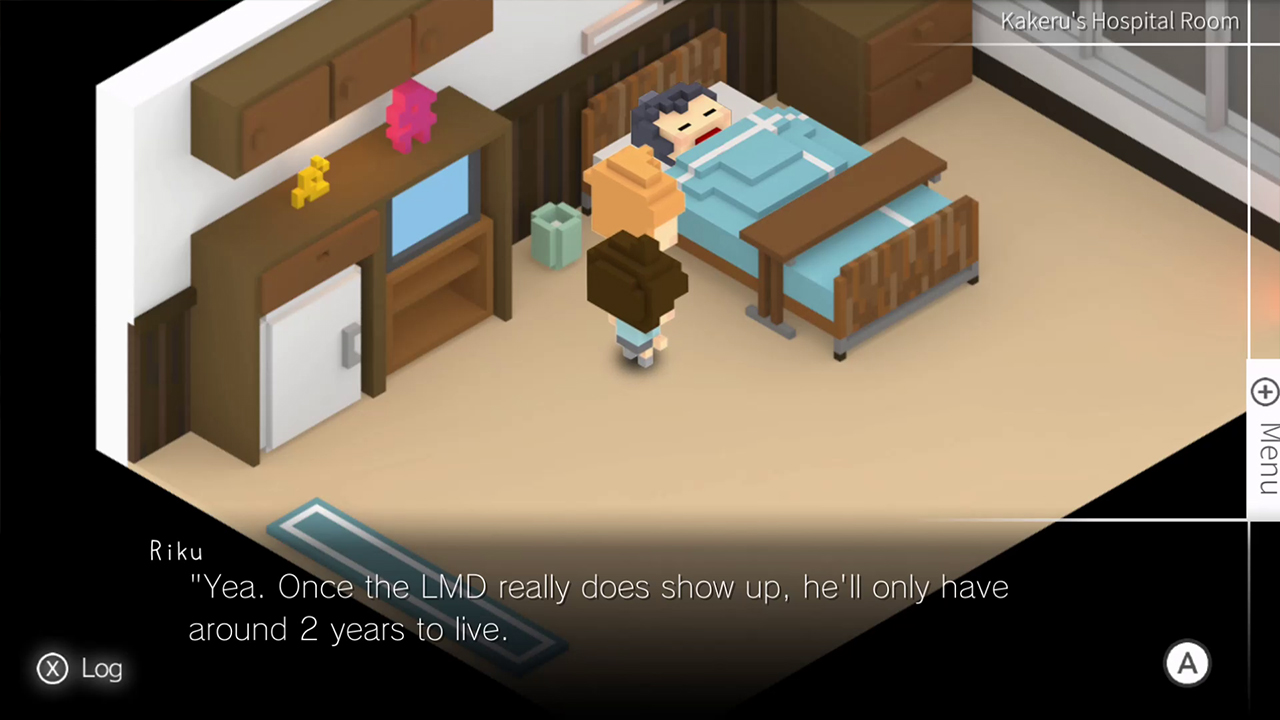 Kakeru's Hospital Room
Menu
Riku
"Yea. Once the LMD really does show up, he'll only have
around 2 years to live.
X Log
A